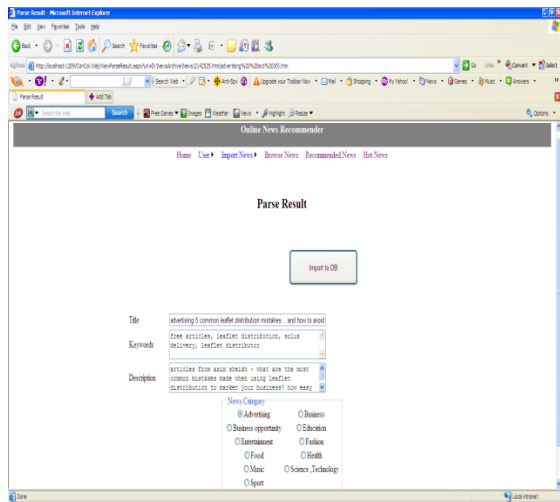 Parse Result - Microsoft Internet Explorer
File Edit View Favorites Tools Help
Back Search Favorites
Address Go Links Convert Select
Search Web Anti-Spy Upgrade your Toolbar Now Mail Shopping My Yahoo! News Games Music Answers
Parse Result Add Tab
Search the web Search Free Games Images Weather News Highlight Resize Options
Online News Recommender
Home User Import News Browse News Recommended News Hot News
Parse Result
Import to DB
Title advertising 5 common leaflet distribution mistakes... and how to avoid
Keywords free articles, leaflet distribution, solus
delivery, leaflet distributor
Description articles from asim sheikh - what are the most
common mistakes made when using leaflet
distribution to market your business? how easy
News Category
Advertising Business
Business opportunity Education
Entertainment Fashion
Food Health
Music Science ,Technology
Sport
Done Local intranet